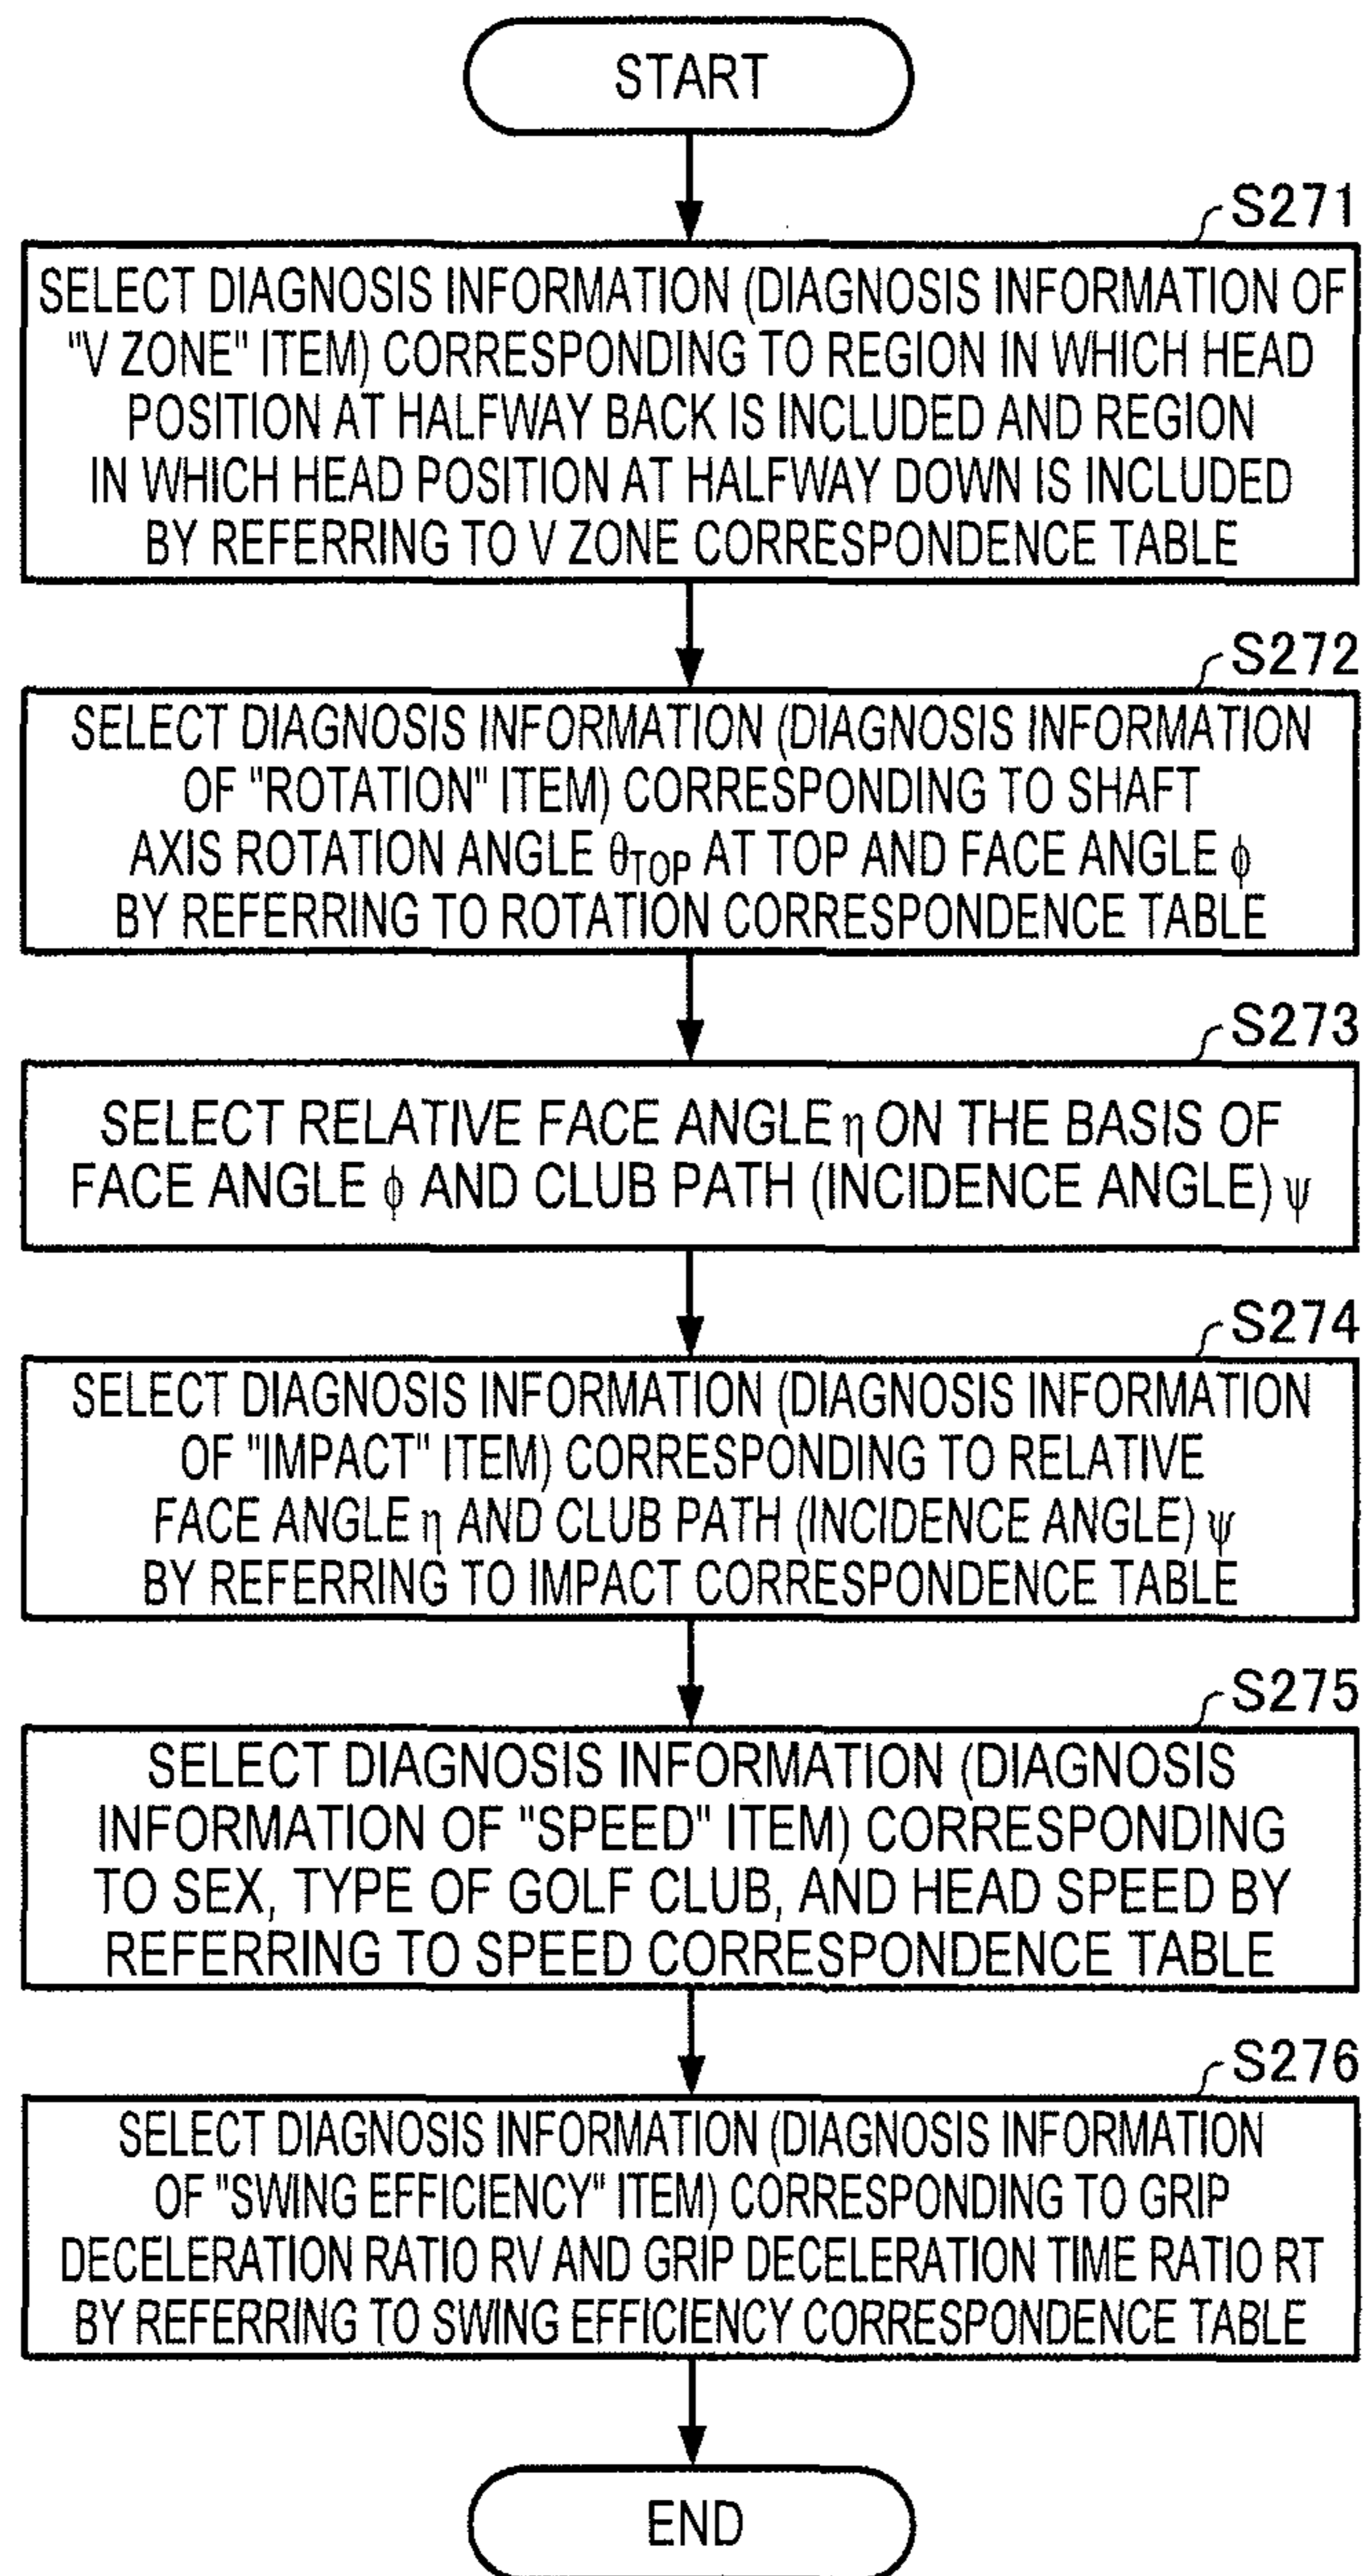 START
S271
SELECT DIAGNOSIS INFORMATION (DIAGNOSIS INFORMATION OF
"V ZONE" ITEM) CORRESPONDING TO REGION IN WHICH HEAD
POSITION AT HALFWAY BACK IS INCLUDED AND REGION
IN WHICH HEAD POSITION AT HALFWAY DOWN IS INCLUDED
BY REFERRING TO V ZONE CORRESPONDENCE TABLE
S272
SELECT DIAGNOSIS INFORMATION (DIAGNOSIS INFORMATION
OF "ROTATION" ITEM) CORRESPONDING TO SHAFT
AXIS ROTATION ANGLE θTOP AT TOP AND FACE ANGLE ϕ
BY REFERRING TO ROTATION CORRESPONDENCE TABLE
S273
SELECT RELATIVE FACE ANGLE η ON THE BASIS OF
FACE ANGLE ϕ AND CLUB PATH (INCIDENCE ANGLE) ψ
S274
SELECT DIAGNOSIS INFORMATION (DIAGNOSIS INFORMATION
OF "IMPACT" ITEM) CORRESPONDING TO RELATIVE
FACE ANGLE η AND CLUB PATH (INCIDENCE ANGLE) ψ
BY REFERRING TO IMPACT CORRESPONDENCE TABLE
S275
SELECT DIAGNOSIS INFORMATION (DIAGNOSIS
INFORMATION OF "SPEED" ITEM) CORRESPONDING
TO SEX, TYPE OF GOLF CLUB, AND HEAD SPEED BY
REFERRING TO SPEED CORRESPONDENCE TABLE
S276
SELECT DIAGNOSIS INFORMATION (DIAGNOSIS INFORMATION
OF "SWING EFFICIENCY" ITEM) CORRESPONDING TO GRIP
DECELERATION RATIO RV AND GRIP DECELERATION TIME RATIO RT
BY REFERRING TO SWING EFFICIENCY CORRESPONDENCE TABLE
END